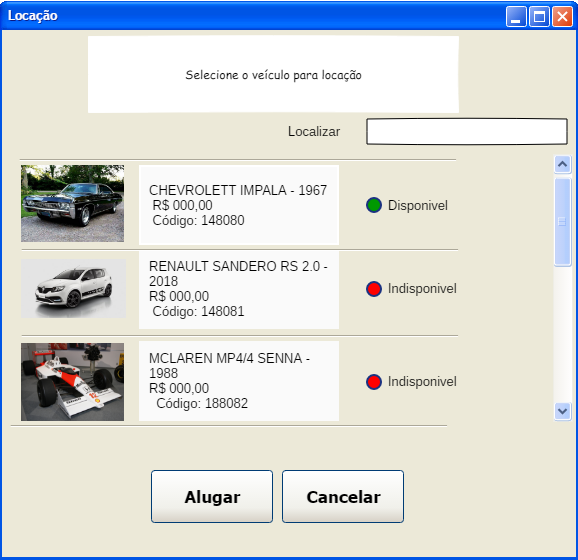 Locação
Selecione o veículo para locação
Localizar
CHEVROLETT IMPALA - 1967
R$ 000,00
Código: 148080
Disponivel
RENAULT SANDERO RS 2.0 -
2018
R$ 000,00
Código: 148081
Indisponivel
MCLAREN MP4/4 SENNA -
1988
R$ 000,00
Código: 188082
Indisponivel
Alugar
Cancelar